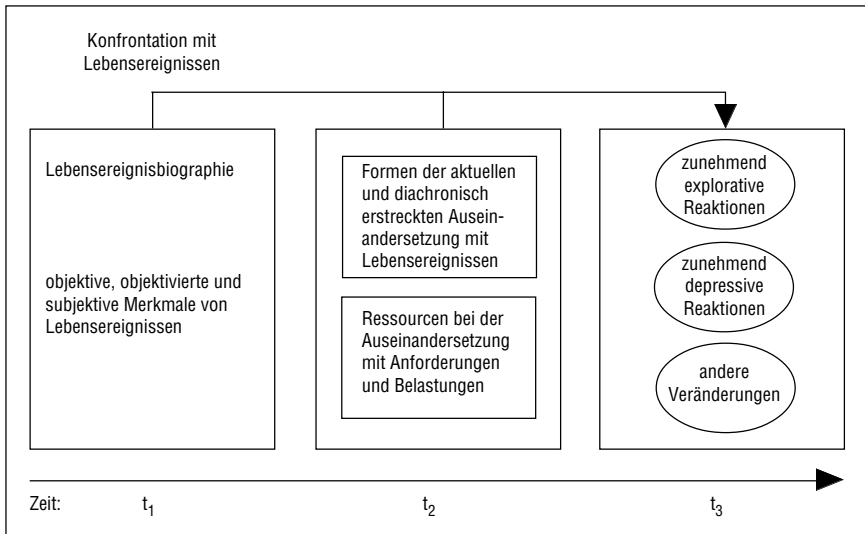 Konfrontation mit
Lebensereignissen
Lebensereignisbiographie
objektive, objektivierte und
subjektive Merkmale von
Lebensereignissen
Formen der aktuellen
und diachronisch
erstreckten Ausein-
andersetzung mit
Lebensereignissen
Ressourcen bei der
Auseinandersetzung
mit Anforderungen
und Belastungen
zunehmend
explorative
Reaktionen
zunehmend
depressive
Reaktionen
andere
Veränderungen
Zeit: t₁ t₂ t₃